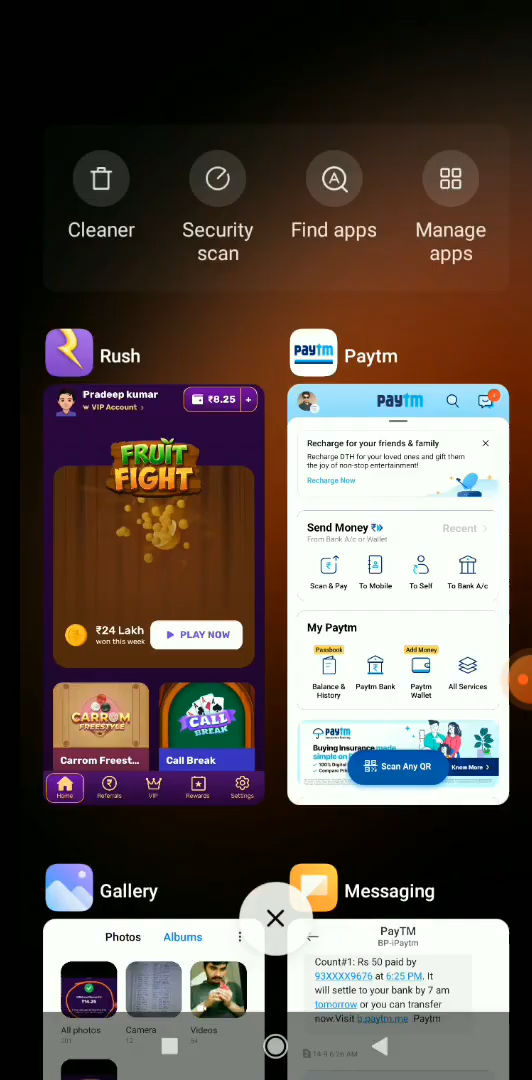 Cleaner
Security scan
Find apps
Manage apps
Rush
Paytm
Pradeep kumar
VIP Account >
₹8.25 +
FRUIT FIGHT
₹24 Lakh
won this week
PLAY NOW
CARROM FREESTYLE
CALL BREAK
Carrom Freest...
Call Break
Home
Referrals
VIP
Rewards
Settings
paytm
Recharge for your friends & family
Recharge DTH for your loved ones and gift them
the joy of non-stop entertainment!
Recharge Now
Send Money
Recent >
From Bank A/c or Wallet
Scan & Pay
To Mobile
To Self
To Bank A/c
My Paytm
Passbook
Add Money
Balance & History
Paytm Bank
Paytm Wallet
All Services
paytm
Buying Insurance made
simple on
Scan Any QR
Know More >
Gallery
Messaging
Photos
Albums
All photos
Camera
12
Videos
PayTM
BP-iPaytm
Count#1: Rs 50 paid by
93XXXX9676 at 6:25 PM. It
will settle to your bank by 7 am
tomorrow or you can transfer
now.Visit b.paytm.me .Paytm
14-9 6:26 AM